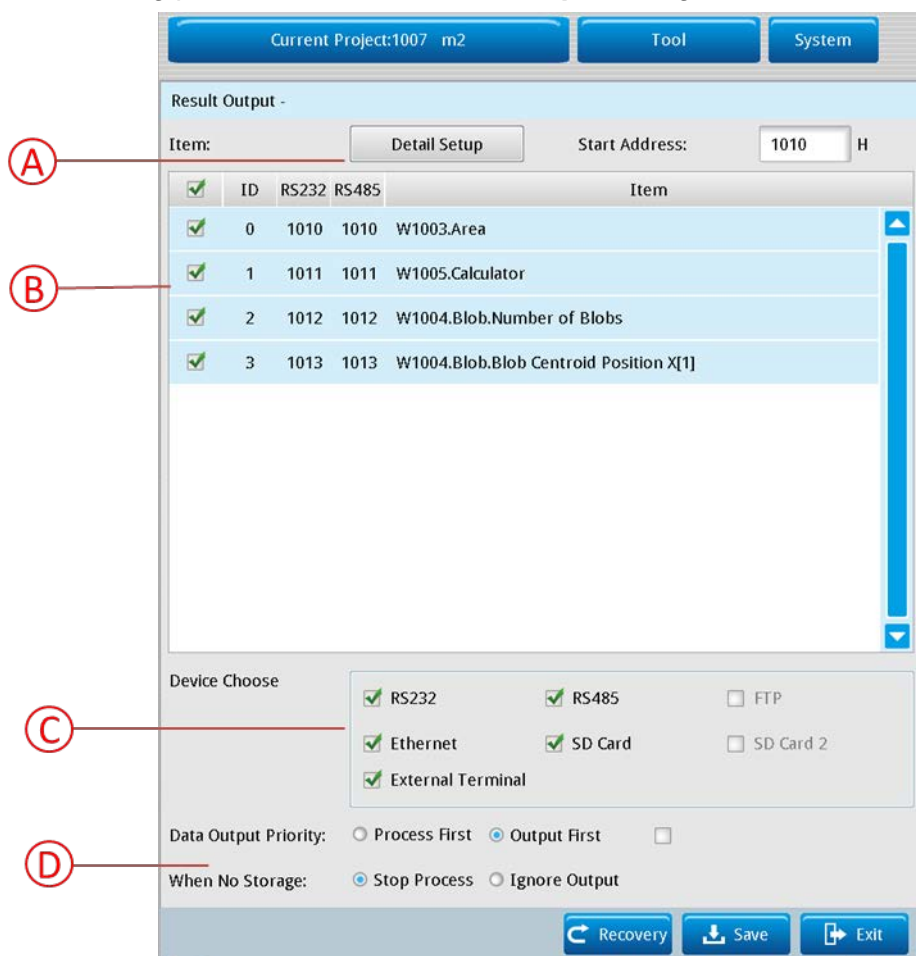 Current Project:1007 m2 Tool System
Result Output -
A
Item: Detail Setup Start Address: 1010 H
ID RS232 RS485 Item
0 1010 1010 W1003.Area
B
1 1011 1011 W1005.Calculator
2 1012 1012 W1004.Blob.Number of Blobs
3 1013 1013 W1004.Blob.Blob Centroid Position X[1]
Device Choose
RS232 RS485 FTP
C
Ethernet SD Card SD Card 2
External Terminal
Data Output Priority: Process First Output First
D
When No Storage: Stop Process Ignore Output
Recovery Save Exit